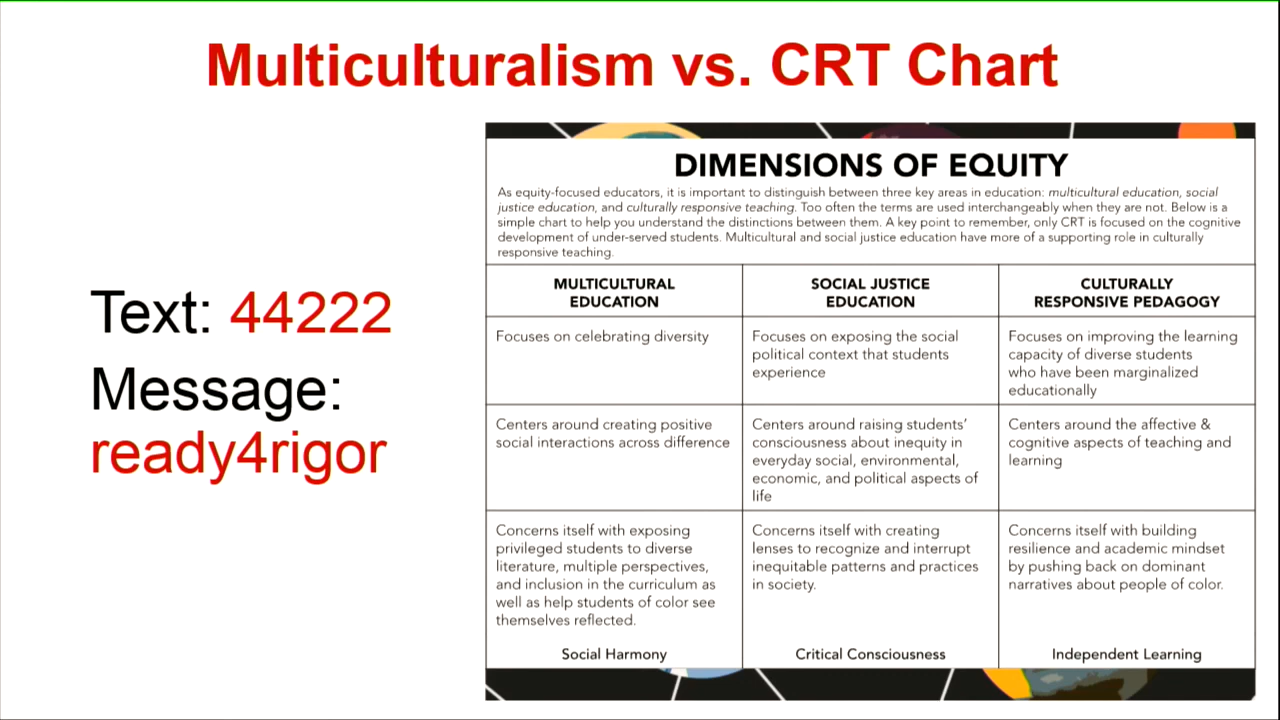 Multiculturalism vs. CRT Chart
Text: 44222
Message:
ready4rigor
DIMENSIONS OF EQUITY
As equity-focused educators, it is important to distinguish between three key areas in education: multicultural education, social
justice education, and culturally responsive teaching. Too often the terms are used interchangeably when they are not. Below is a
simple chart to help you understand the distinctions between them. A key point to remember, only CRT is focused on the cognitive
development of under-served students. Multicultural and social justice education have more of a supporting role in culturally
responsive teaching.
MULTICULTURAL
EDUCATION
SOCIAL JUSTICE
EDUCATION
CULTURALLY
RESPONSIVE PEDAGOGY
Focuses on celebrating diversity
Focuses on exposing the social
political context that students
experience
Focuses on improving the learning
capacity of diverse students
who have been marginalized
educationally
Centers around creating positive
social interactions across difference
Centers around raising students'
consciousness about inequity in
everyday social, environmental,
economic, and political aspects of
life
Centers around the affective &
cognitive aspects of teaching and
learning
Concerns itself with exposing
privileged students to diverse
literature, multiple perspectives,
and inclusion in the curriculum as
well as help students of color see
themselves reflected.
Social Harmony
Concerns itself with creating
lenses to recognize and interrupt
inequitable patterns and practices
in society.
Critical Consciousness
Concerns itself with building
resilience and academic mindset
by pushing back on dominant
narratives about people of color.
Independent Learning